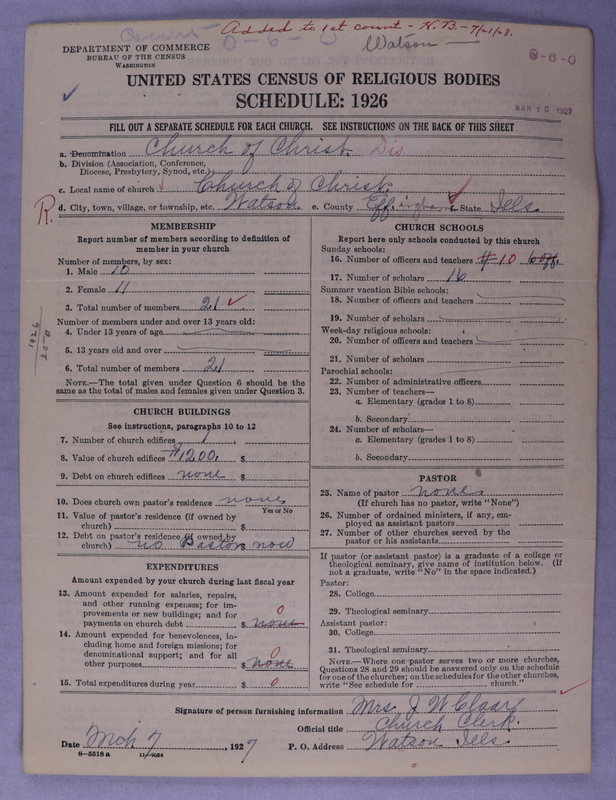 Added to 1st count - K.B. - 7/21/28.
Watson
DEPARTMENT OF COMMERCE
BUREAU OF THE CENSUS
WASHINGTON
8-6-0
UNITED STATES CENSUS OF RELIGIOUS BODIES
SCHEDULE: 1926
MAR 10 1927
FILL OUT A SEPARATE SCHEDULE FOR EACH CHURCH. SEE INSTRUCTIONS ON THE BACK OF THIS SHEET
a. Denomination Church of Christ. Dis
b. Division (Association, Conference, Diocese, Presbytery, Synod, etc.)
c. Local name of church Church of Christ.
R. d. City, town, village, or township, etc. Watson e. County Effingham State Ills.
MEMBERSHIP
Report number of members according to definition of
member in your church
Number of members, by sex:
1. Male 10
2. Female 11
3. Total number of members 21
Number of members under and over 13 years old:
4. Under 13 years of age
5. 13 years old and over
6. Total number of members 21
NOTE.—The total given under Question 6 should be the
same as the total of males and females given under Question 3.
CHURCH BUILDINGS
See instructions, paragraphs 10 to 12
7. Number of church edifices 1
8. Value of church edifices #1200. $
9. Debt on church edifices none $
10. Does church own pastor's residence none
Yes or No
11. Value of pastor's residence (if owned by
church) $
12. Debt on pastor's residence (if owned by
church) no Pastor now
EXPENDITURES
Amount expended by your church during last fiscal year
13. Amount expended for salaries, repairs,
and other running expenses; for im-
provements or new buildings; and for 0
payments on church debt $ none
14. Amount expended for benevolences, in-
cluding home and foreign missions; for
denominational support; and for all 0
other purposes $ none
15. Total expenditures during year $ 0
CHURCH SCHOOLS
Report here only schools conducted by this church
Sunday schools:
16. Number of officers and teachers #10 6 off.
17. Number of scholars 16
Summer vacation Bible schools:
18. Number of officers and teachers
19. Number of scholars
Week-day religious schools:
20. Number of officers and teachers
21. Number of scholars
Parochial schools:
22. Number of administrative officers
23. Number of teachers—
a. Elementary (grades 1 to 8)
b. Secondary
24. Number of scholars—
a. Elementary (grades 1 to 8)
b. Secondary
PASTOR
25. Name of pastor none.
(If church has no pastor, write "None")
26. Number of ordained ministers, if any, em-
ployed as assistant pastors
27. Number of other churches served by the
pastor or his assistants
If pastor (or assistant pastor) is a graduate of a college or
theological seminary, give name of institution below. (If
not a graduate, write "No" in the space indicated.)
Pastor:
28. College
29. Theological seminary
Assistant pastor:
30. College
31. Theological seminary
NOTE.—Where one pastor serves two or more churches,
Questions 28 and 29 should be answered only on the schedule
for one of the churches; on the schedules for the other churches,
write "See schedule for church."
Signature of person furnishing information Mrs. J W Claar
Official title Church Clerk.
Date Mch 7, 1927 P. O. Address Watson Ills.
8-5518 a 11-9054